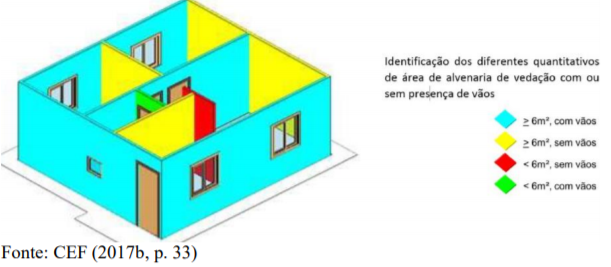 Identificação dos diferentes quantitativos
de área de alvenaria de vedação com ou
sem presença de vãos
≥ 6m², com vãos
≥ 6m², sem vãos
< 6m², sem vãos
< 6m², com vãos
Fonte: CEF (2017b, p. 33)